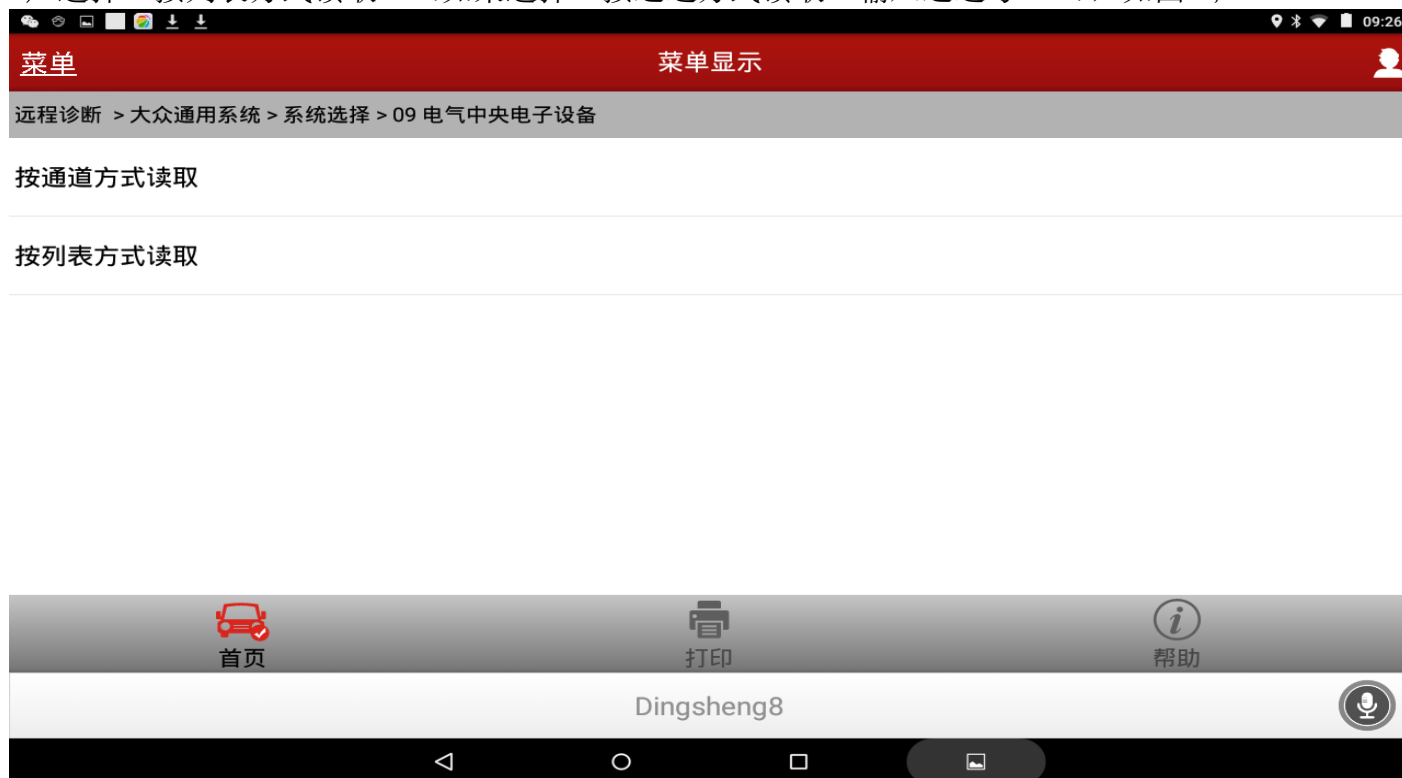 09:26
菜单
菜单显示
远程诊断 > 大众通用系统 > 系统选择 > 09 电气中央电子设备
按通道方式读取
按列表方式读取
首页
打印
帮助
Dingsheng8